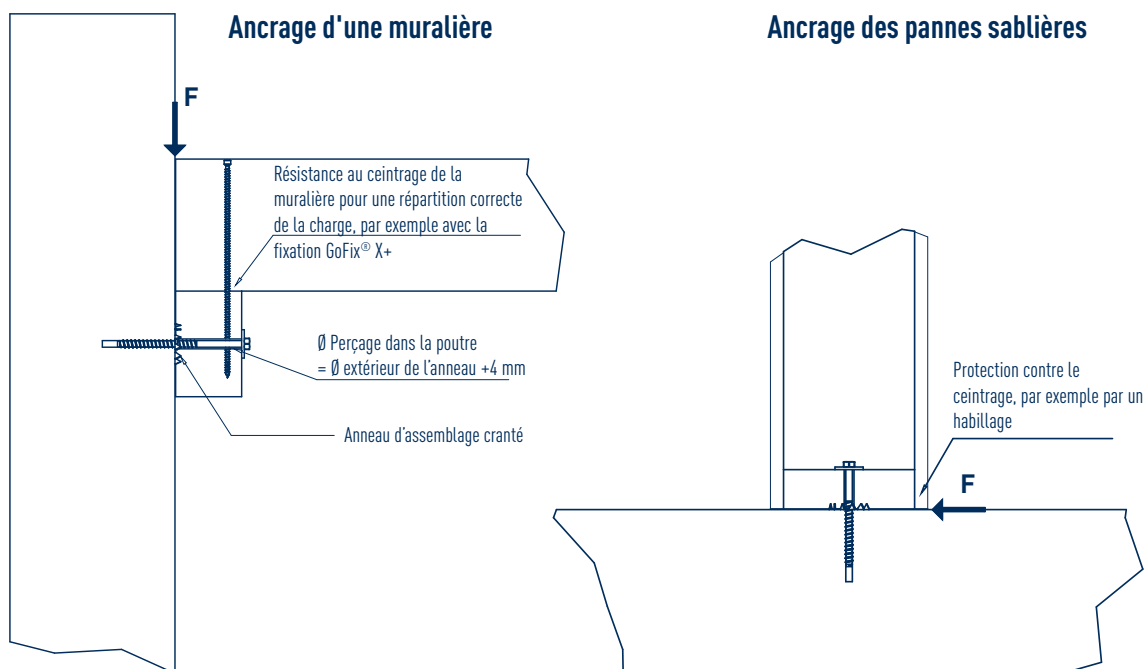 Ancrage d'une muralière
F
Résistance au ceintrage de la
muralière pour une répartition correcte
de la charge, par exemple avec la
fixation GoFix® X+
Ø Perçage dans la poutre
= Ø extérieur de l'anneau +4 mm
Anneau d'assemblage cranté
Ancrage des pannes sablières
Protection contre le
ceintrage, par exemple par un
habillage
F